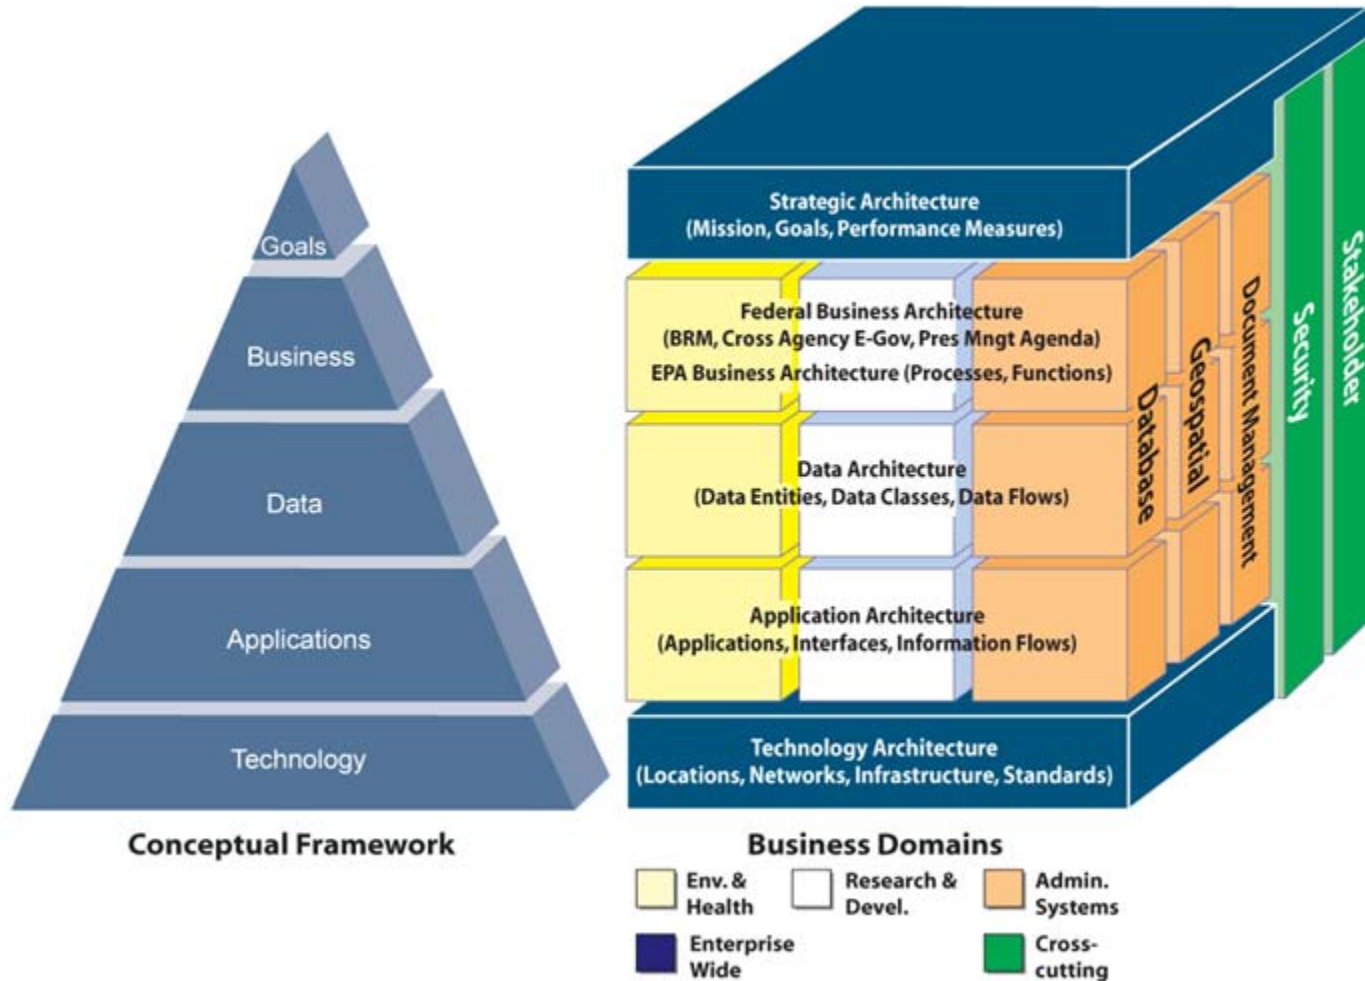 Goals
Business
Data
Applications
Technology
Conceptual Framework
Strategic Architecture
(Mission, Goals, Performance Measures)
Federal Business Architecture
(BRM, Cross Agency E-Gov, Pres Mngt Agenda)
EPA Business Architecture (Processes, Functions)
Data Architecture
(Data Entities, Data Classes, Data Flows)
Application Architecture
(Applications, Interfaces, Information Flows)
Technology Architecture
(Locations, Networks, Infrastructure, Standards)
Database
Geospatial
Document Management
Security
Stakeholder
Business Domains
Env. &
Health
Research &
Devel.
Admin.
Systems
Enterprise
Wide
Cross-
cutting